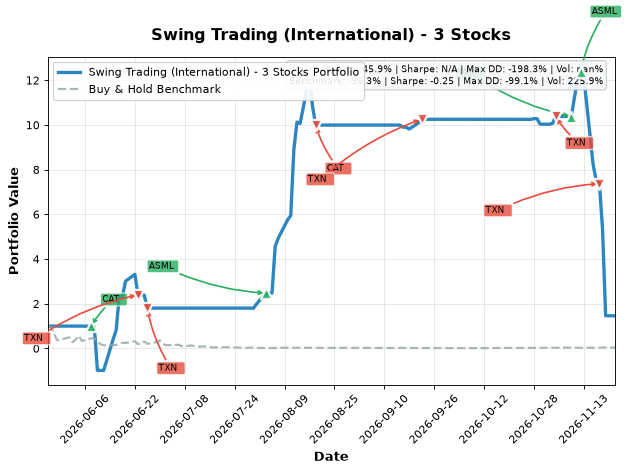 ASML
Swing Trading (International) - 3 Stocks
Swing Trading (International) - 3 Stocks Portfolio
Buy & Hold Benchmark
45.9% | Sharpe: N/A | Max DD: -198.3% | Vol: nan%
.3% | Sharpe: -0.25 | Max DD: -99.1% | Vol: 225.9%
Portfolio Value
12
10
8
6
4
2
0
TXN
CAT
TXN
TXN
ASML
CAT
TXN
TXN
TXN
2026-06-06
2026-06-22
2026-07-08
2026-07-24
2026-08-09
2026-08-25
2026-09-10
2026-09-26
2026-10-12
2026-10-28
2026-11-13
Date